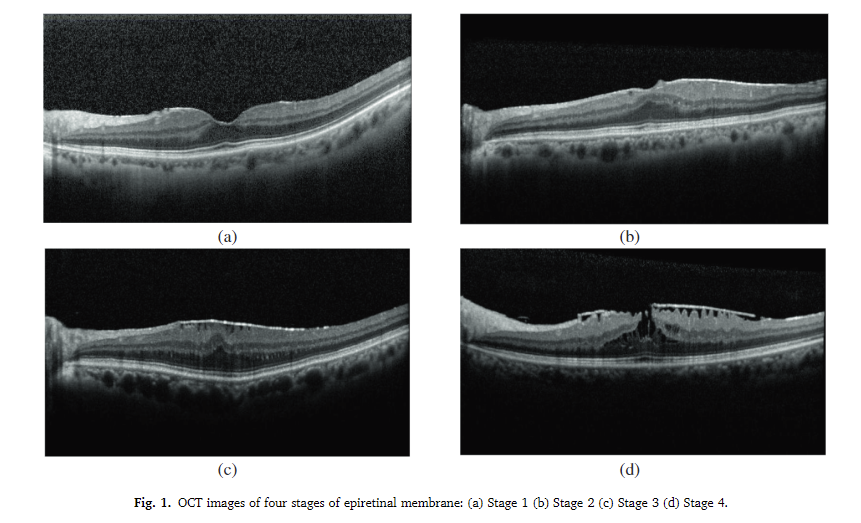 (a)
(b)
(c)
(d)
Fig. 1. OCT images of four stages of epiretinal membrane: (a) Stage 1 (b) Stage 2 (c) Stage 3 (d) Stage 4.